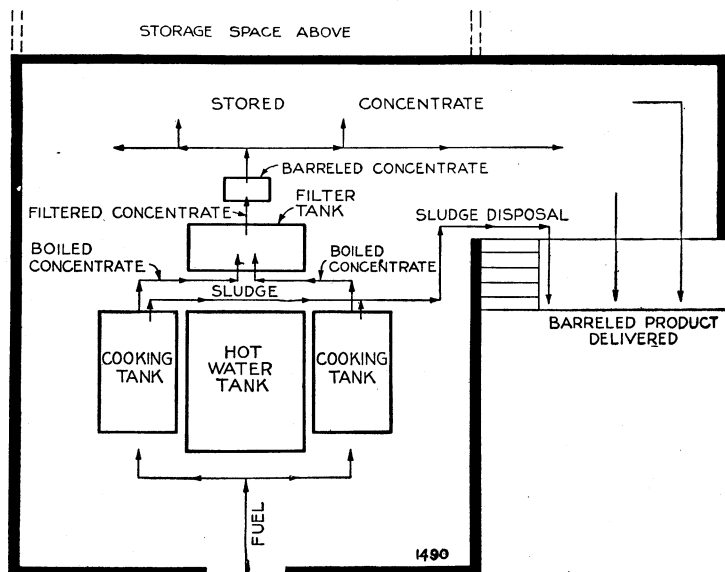 STORAGE SPACE ABOVE
STORED CONCENTRATE
BARRELED CONCENTRATE
FILTER
TANK
FILTERED CONCENTRATE
SLUDGE DISPOSAL
BOILED
CONCENTRATE
BOILED
CONCENTRATE
SLUDGE
COOKING
TANK
HOT
WATER
TANK
COOKING
TANK
BARRELED PRODUCT
DELIVERED
FUEL
1490